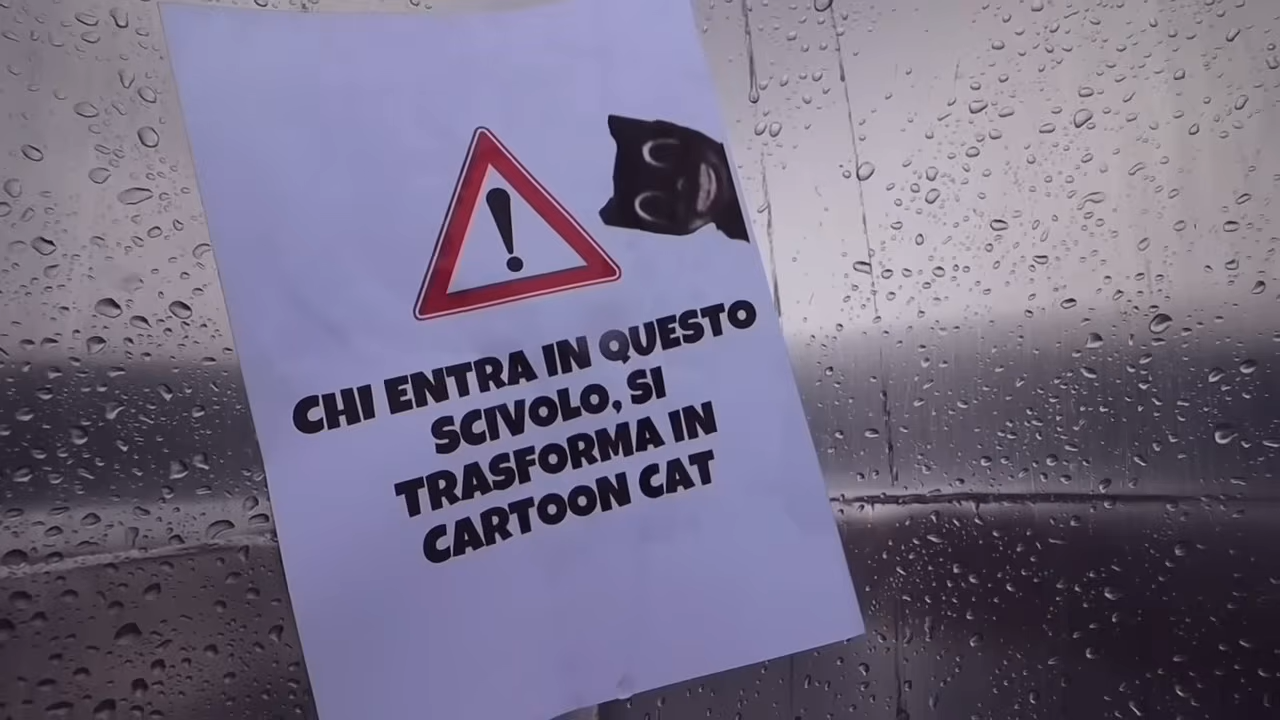 CHI ENTRA IN QUESTO
SCIVOLO, SI
TRASFORMA IN
CARTOON CAT